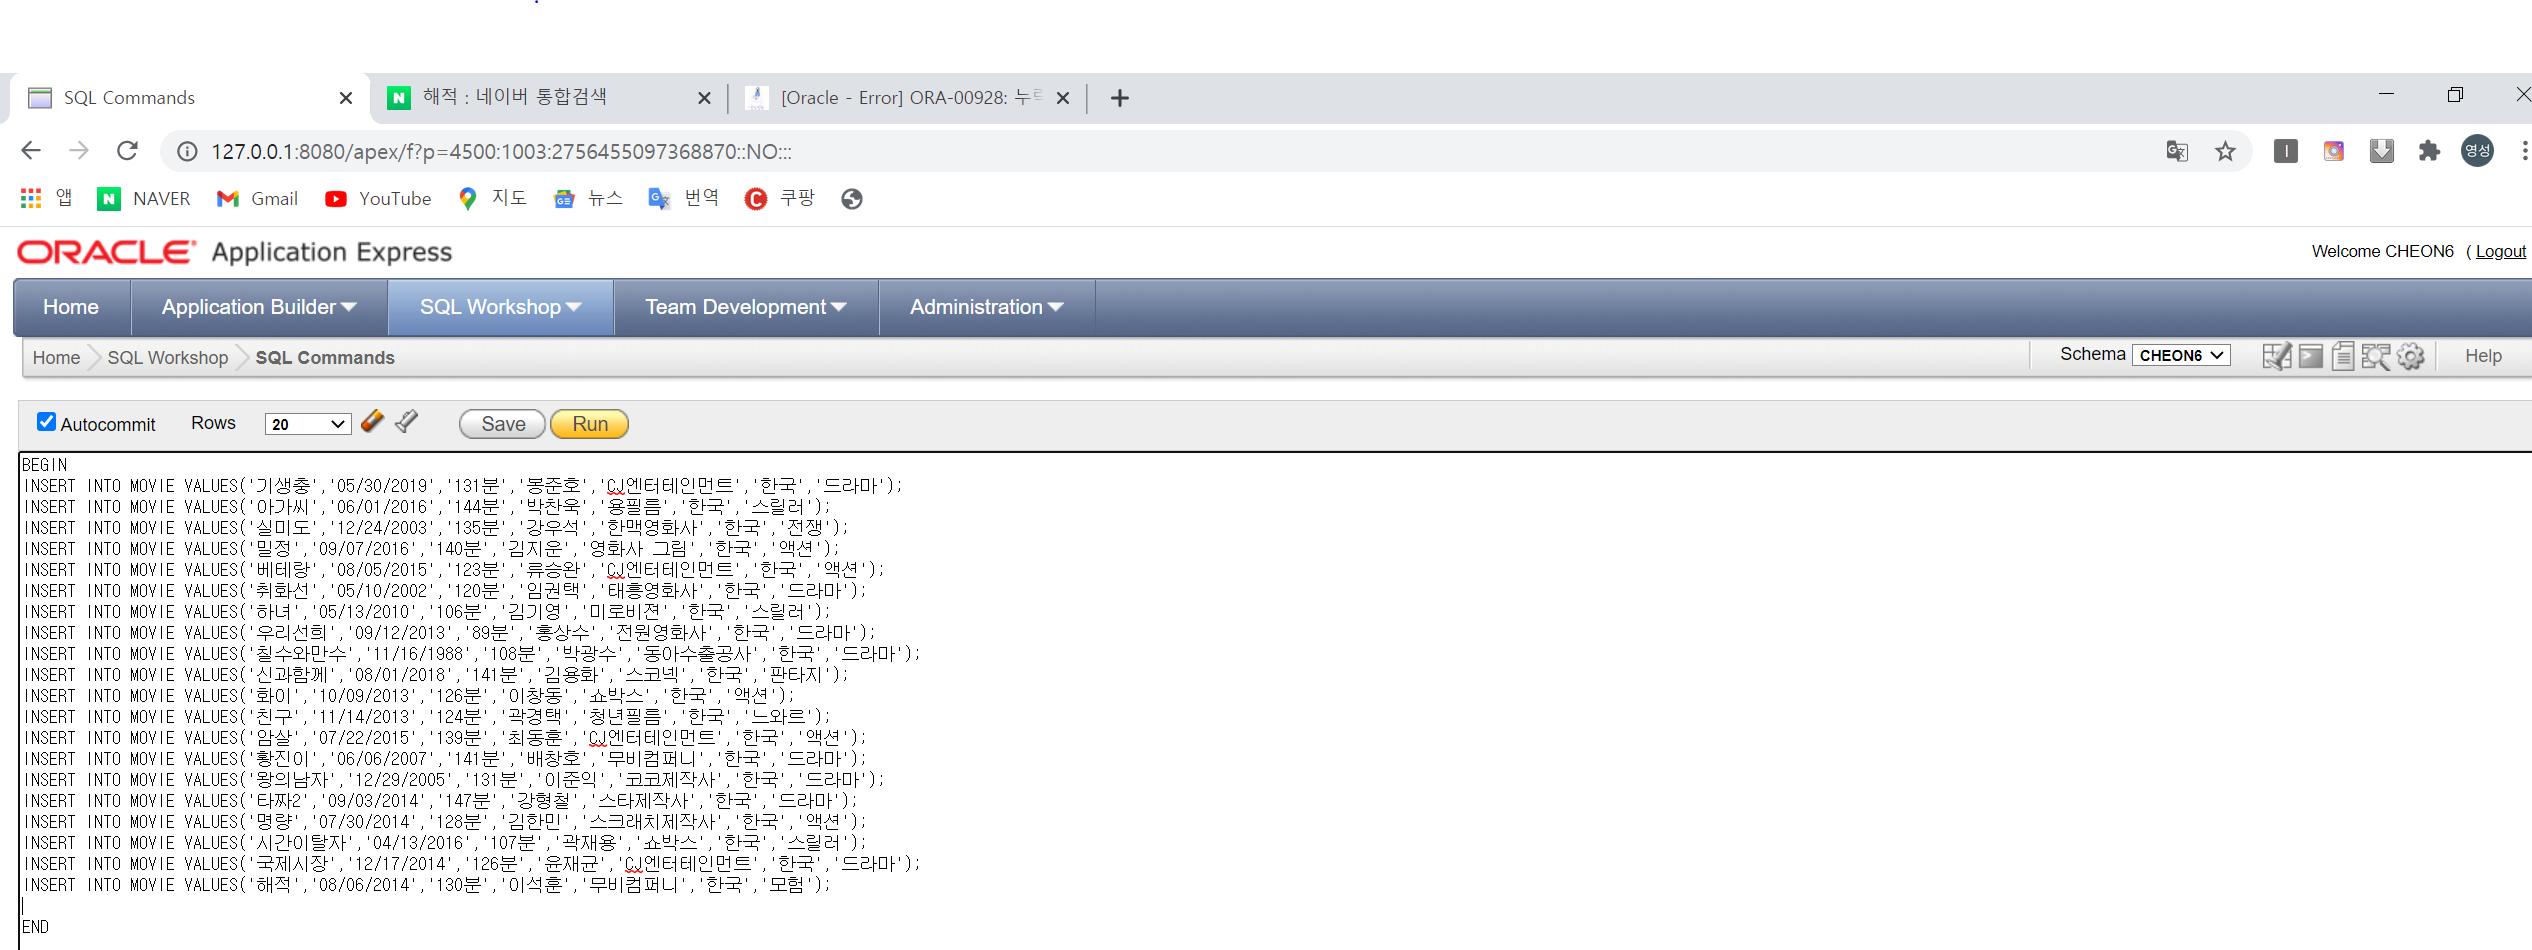 SQL Commands
해적 : 네이버 통합검색
[Oracle - Error] ORA-00928: 누
127.0.0.1:8080/apex/f?p=4500:1003:2756455097368870::NO:::
영성
앱 NAVER Gmail YouTube 지도 뉴스 번역 쿠팡
ORACLE Application Express
Welcome CHEON6 ( Logout
Home Application Builder SQL Workshop Team Development Administration
Home SQL Workshop SQL Commands Schema CHEON6 Help
Autocommit Rows 20 Save Run
BEGIN
INSERT INTO MOVIE VALUES('기생충','05/30/2019','131분','봉준호','CJ엔터테인먼트','한국','드라마');
INSERT INTO MOVIE VALUES('아가씨','06/01/2016','144분','박찬욱','용필름','한국','스릴러');
INSERT INTO MOVIE VALUES('실미도','12/24/2003','135분','강우석','한맥영화사','한국','전쟁');
INSERT INTO MOVIE VALUES('밀정','09/07/2016','140분','김지운','영화사 그림','한국','액션');
INSERT INTO MOVIE VALUES('베테랑','08/05/2015','123분','류승완','CJ엔터테인먼트','한국','액션');
INSERT INTO MOVIE VALUES('취화선','05/10/2002','120분','임권택','태흥영화사','한국','드라마');
INSERT INTO MOVIE VALUES('하녀','05/13/2010','106분','김기영','미로비젼','한국','스릴러');
INSERT INTO MOVIE VALUES('우리선희','09/12/2013','89분','홍상수','전원영화사','한국','드라마');
INSERT INTO MOVIE VALUES('칠수와만수','11/16/1988','108분','박광수','동아수출공사','한국','드라마');
INSERT INTO MOVIE VALUES('신과함께','08/01/2018','141분','김용화','스코넥','한국','판타지');
INSERT INTO MOVIE VALUES('화이','10/09/2013','126분','이창동','쇼박스','한국','액션');
INSERT INTO MOVIE VALUES('친구','11/14/2013','124분','곽경택','청년필름','한국','느와르');
INSERT INTO MOVIE VALUES('암살','07/22/2015','139분','최동훈','CJ엔터테인먼트','한국','액션');
INSERT INTO MOVIE VALUES('황진이','06/06/2007','141분','배창호','무비컴퍼니','한국','드라마');
INSERT INTO MOVIE VALUES('왕의남자','12/29/2005','131분','이준익','코코제작사','한국','드라마');
INSERT INTO MOVIE VALUES('타짜2','09/03/2014','147분','강형철','스타제작사','한국','드라마');
INSERT INTO MOVIE VALUES('명량','07/30/2014','128분','김한민','스크래치제작사','한국','액션');
INSERT INTO MOVIE VALUES('시간이탈자','04/13/2016','107분','곽재용','쇼박스','한국','스릴러');
INSERT INTO MOVIE VALUES('국제시장','12/17/2014','126분','윤재균','CJ엔터테인먼트','한국','드라마');
INSERT INTO MOVIE VALUES('해적','08/06/2014','130분','이석훈','무비컴퍼니','한국','모험');
END